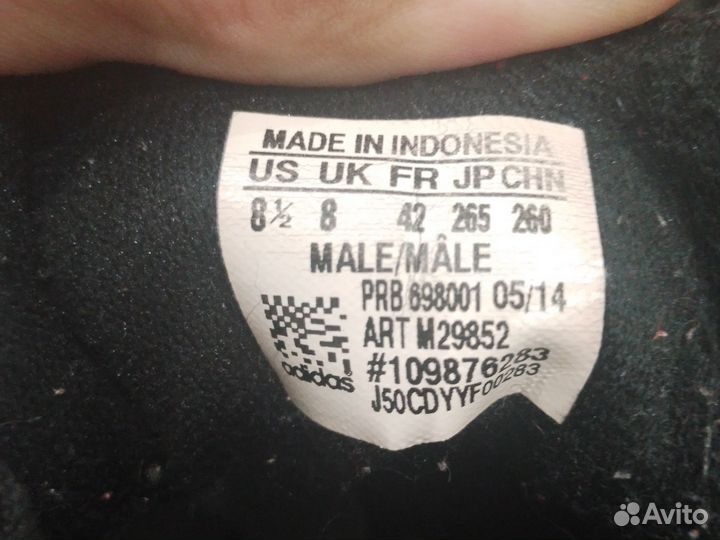 MADE IN INDONESIA
US UK FR JP CHN
8½ 8 42 265 260
MALE/MÂLE
PRB 698001 05/14
ART M29852
#109876283
J50CDYYF00283
adidas
Avito